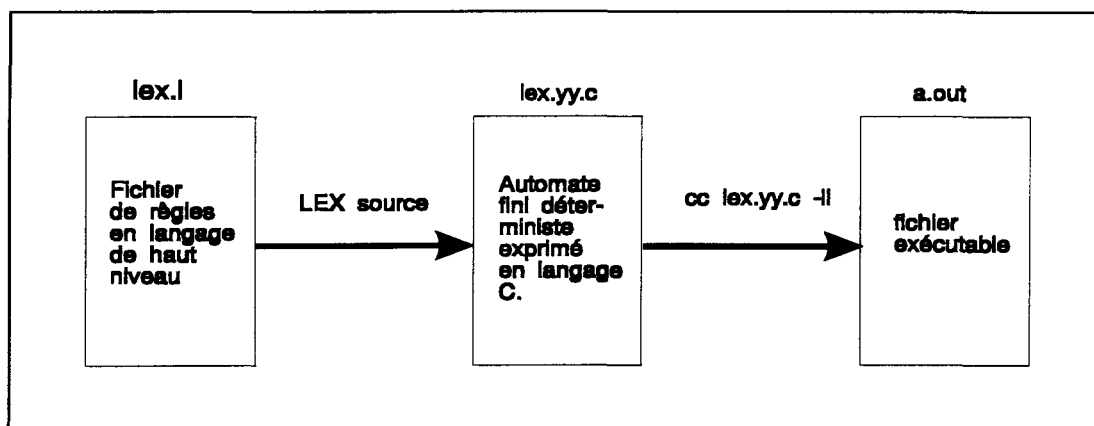 lex.l
Fichier
de règles
en langage
de haut
niveau
LEX source
lex.yy.c
Automate
fini déter-
ministe
exprimé
en langage
C.
cc lex.yy.c -ll
a.out
fichier
exécutable